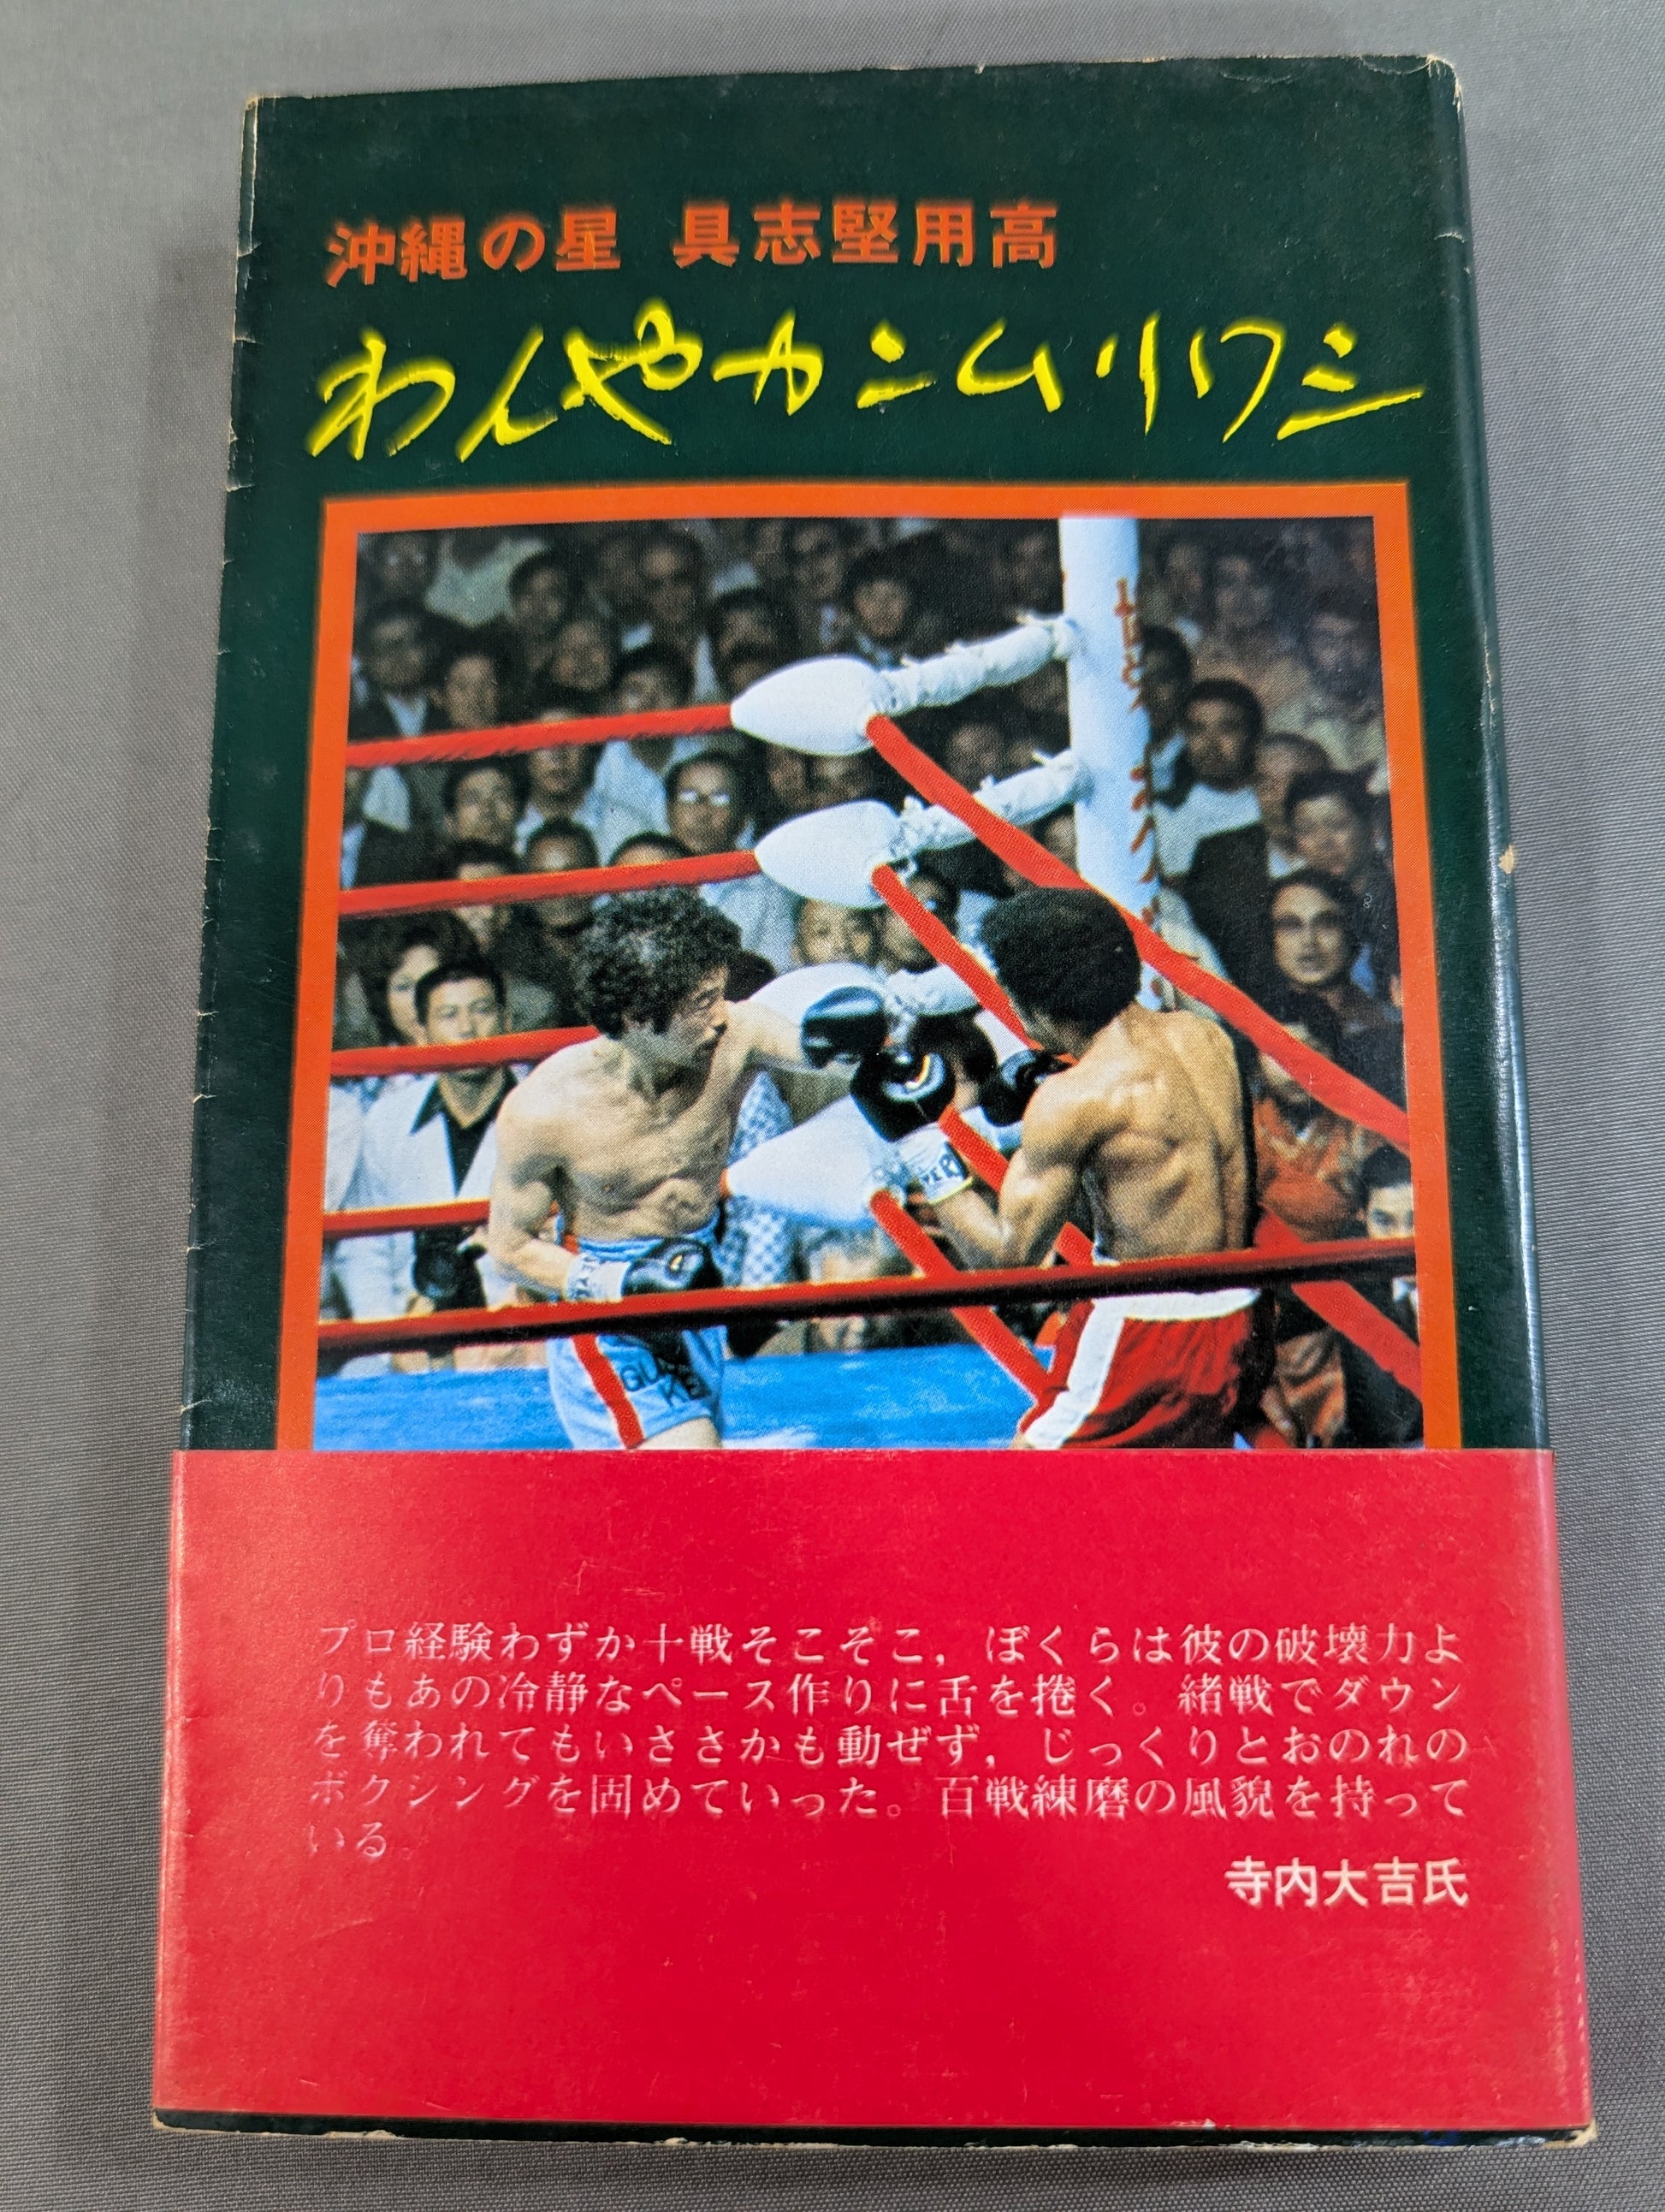 沖縄の星 具志堅用高
わんやカンムリワシ
GU
KE
プロ経験わずか十戦そこそこ，ぼくらは彼の破壊力よ
りもあの冷静なペース作りに舌を捲く。緒戦でダウン
を奪われてもいささかも動ぜず，じっくりとおのれの
ボクシングを固めていった。百戦練磨の風貌を持って
いる。
寺内大吉氏